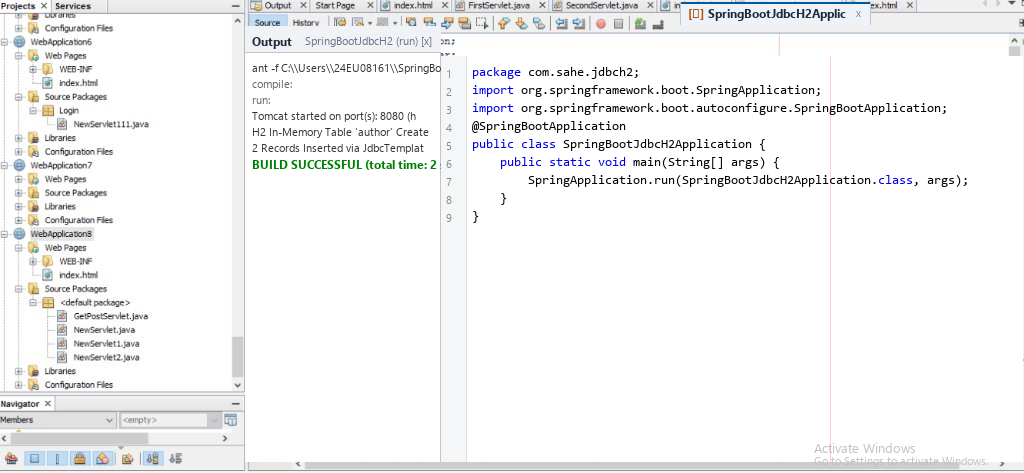 Projects × Services
Libraries
Configuration Files
WebApplication6
Web Pages
WEB-INF
index.html
Source Packages
Login
NewServlet111.java
Libraries
Configuration Files
WebApplication7
Web Pages
Source Packages
Libraries
Configuration Files
WebApplication8
Web Pages
WEB-INF
index.html
Source Packages
<default package>
GetPostServlet.java
NewServlet.java
NewServlet1.java
NewServlet2.java
Libraries
Configuration Files
Navigator ×
Members
<empty>
Output × Start Page × index.html × FirstServlet.java × SecondServlet.java × in ex.html ×
[] SpringBootJdbcH2Applic x
Source History
Output SpringBootJdbcH2 (run) [x]
ant -f C:\\Users\\24EU08161\\SpringBo
compile:
run:
Tomcat started on port(s): 8080 (h
H2 In-Memory Table 'author' Create
2 Records Inserted via JdbcTemplat
BUILD SUCCESSFUL (total time: 2
on;
1 package com.sahe.jdbch2;
2 import org.springframework.boot.SpringApplication;
3 import org.springframework.boot.autoconfigure.SpringBootApplication;
4 @SpringBootApplication
5 public class SpringBootJdbcH2Application {
6 public static void main(String[] args) {
7 SpringApplication.run(SpringBootJdbcH2Application.class, args);
8 }
9 }
Activate Windows
Go to Settings to activate Windows.